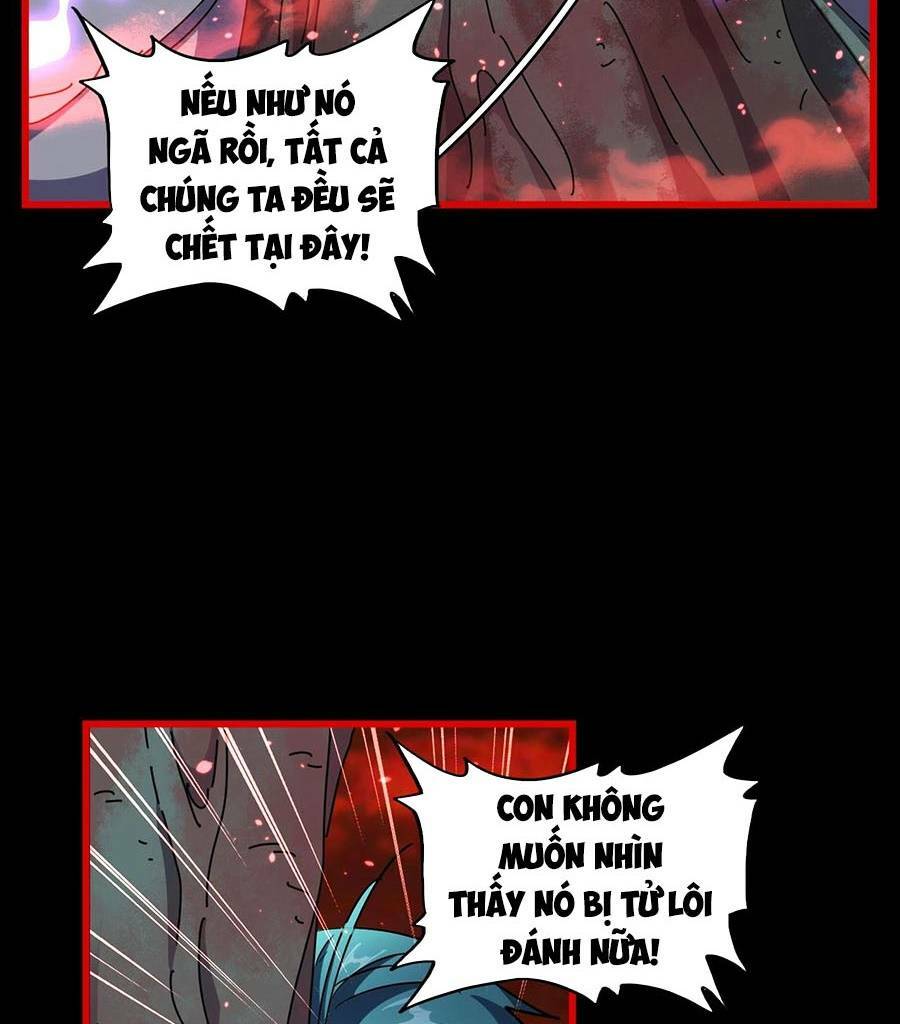 NẾU NHƯ NÓ
NGÃ RỒI, TẤT CẢ
CHÚNG TA ĐỀU SẼ
CHẾT TẠI ĐÂY!
CON KHÔNG
MUỐN NHÌN
THẤY NÓ BỊ TỬ LÔI
ĐÁNH NỮA!